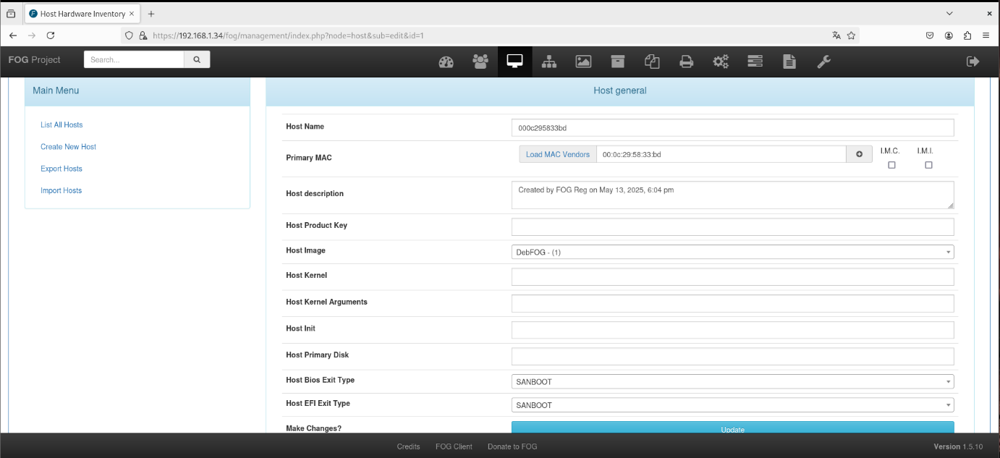 Host Hardware Inventory
https://192.168.1.34/fog/management/index.php?node=host&sub=edit&id=1
FOG Project
Search...
Main Menu
List All Hosts
Create New Host
Export Hosts
Import Hosts
Host general
Host Name
000c295833bd
Primary MAC
Load MAC Vendors
00:0c:29:58:33:bd
I.M.C.
I.M.I.
Host description
Created by FOG Reg on May 13, 2025, 6:04 pm
Host Product Key
Host Image
DebFOG - (1)
Host Kernel
Host Kernel Arguments
Host Init
Host Primary Disk
Host Bios Exit Type
SANBOOT
Host EFI Exit Type
SANBOOT
Make Changes?
Update
Credits
FOG Client
Donate to FOG
Version 1.5.10